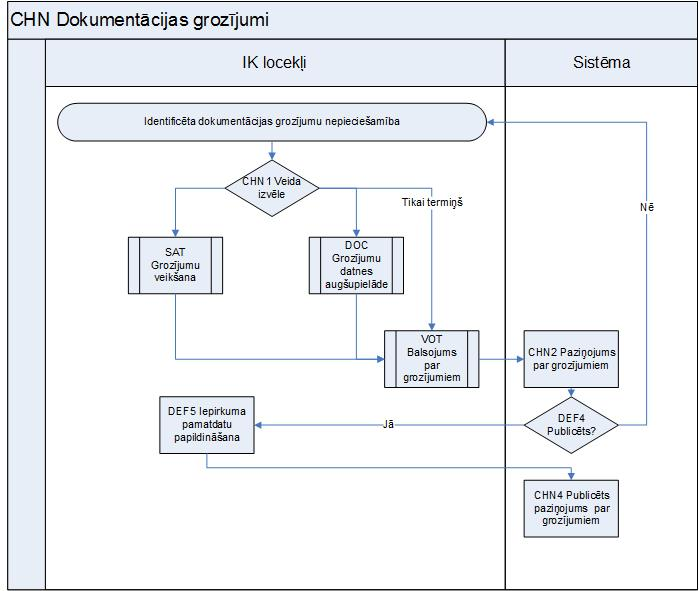 CHN Dokumentācijas grozījumi
IK locekļi
Sistēma
Identificēta dokumentācijas grozījumu nepieciešamība
CHN 1 Veida
izvēle
Tikai termiņš
Nē
SAT
Grozījumu
veikšana
DOC
Grozījumu
datnes
augšupielāde
VOT
Balsojums
par
grozījumiem
CHN2 Paziņojums
par grozījumiem
DEF5 Iepirkuma
pamatdatu
papildināšana
Jā
DEF4
Publicēts?
CHN4 Publicēts
paziņojums par
grozījumiem